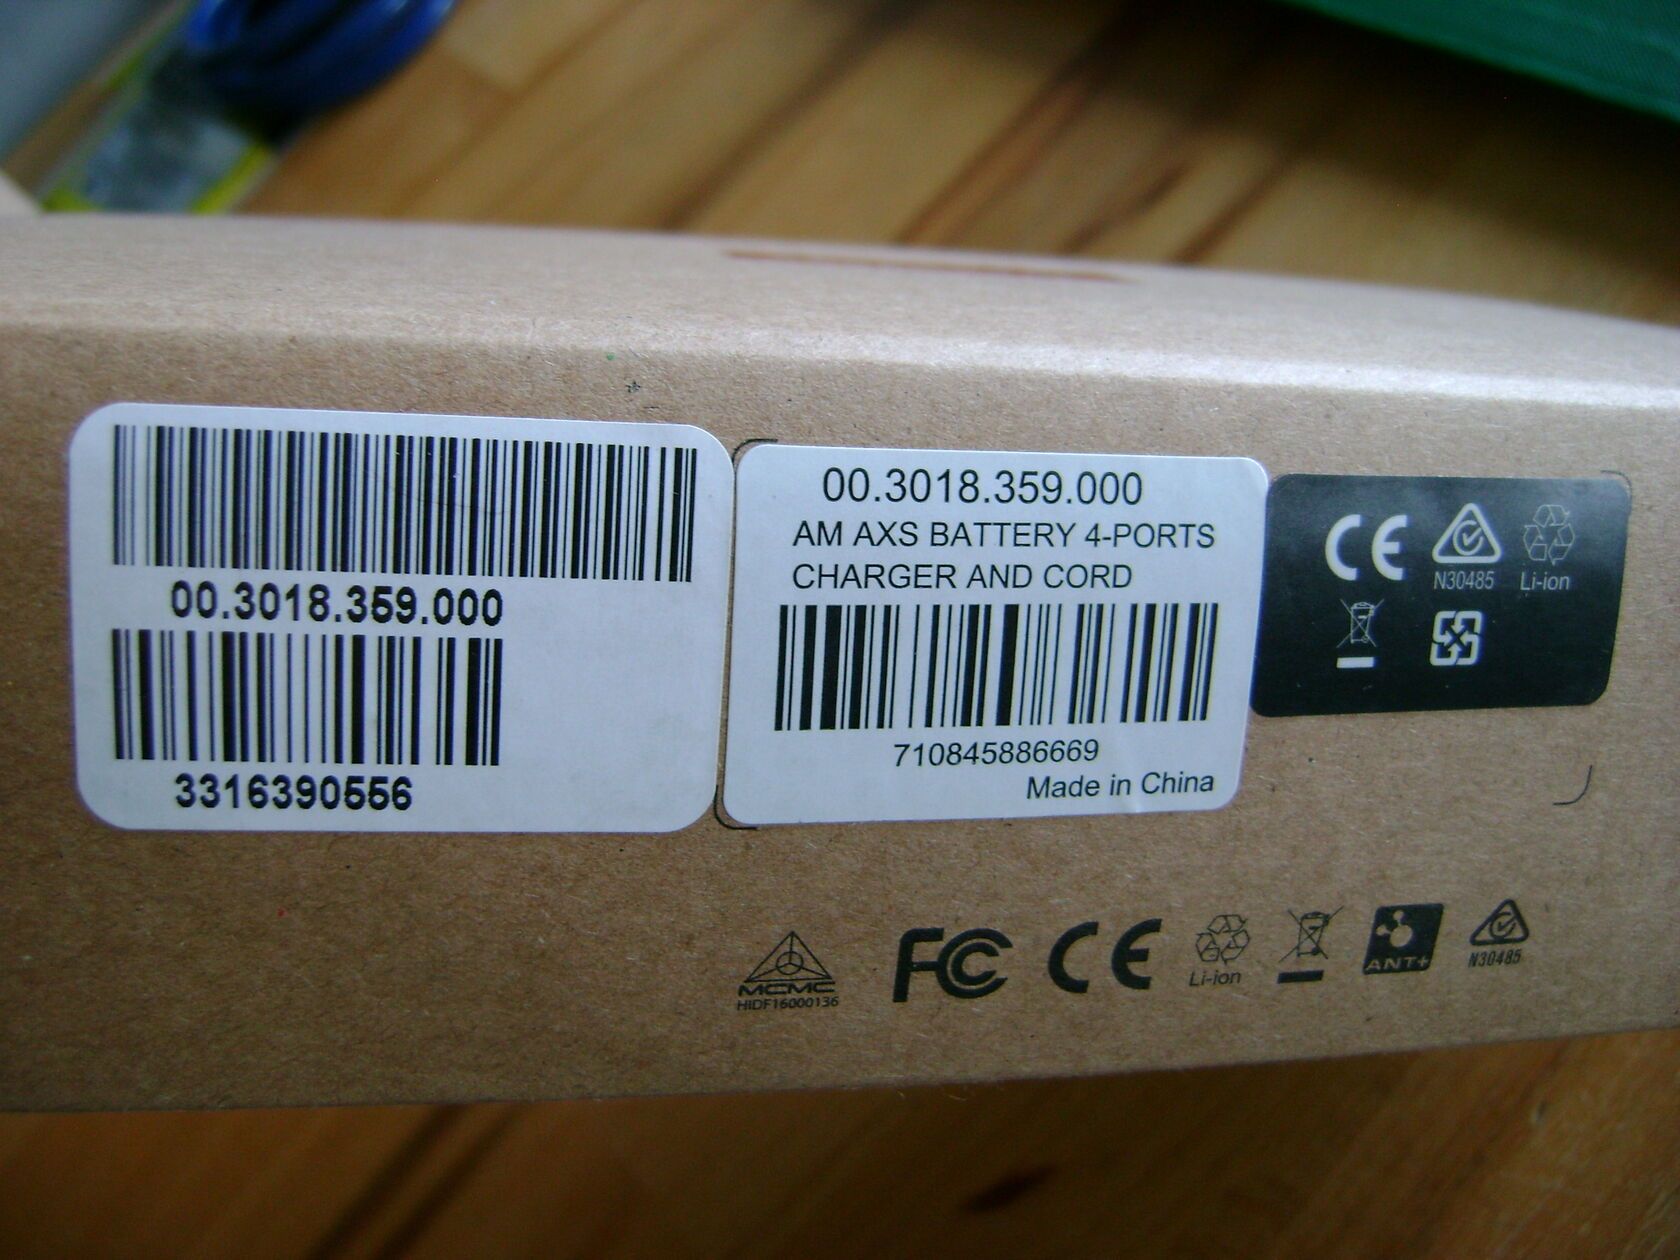 00.3018.359.000
3316390556
00.3018.359.000
AM AXS BATTERY 4-PORTS
CHARGER AND CORD
710845886669
Made in China
CE
N30485
Li-ion
MCMC
HIDF16000136
FC
CE
Li-ion
ANT+
N30485